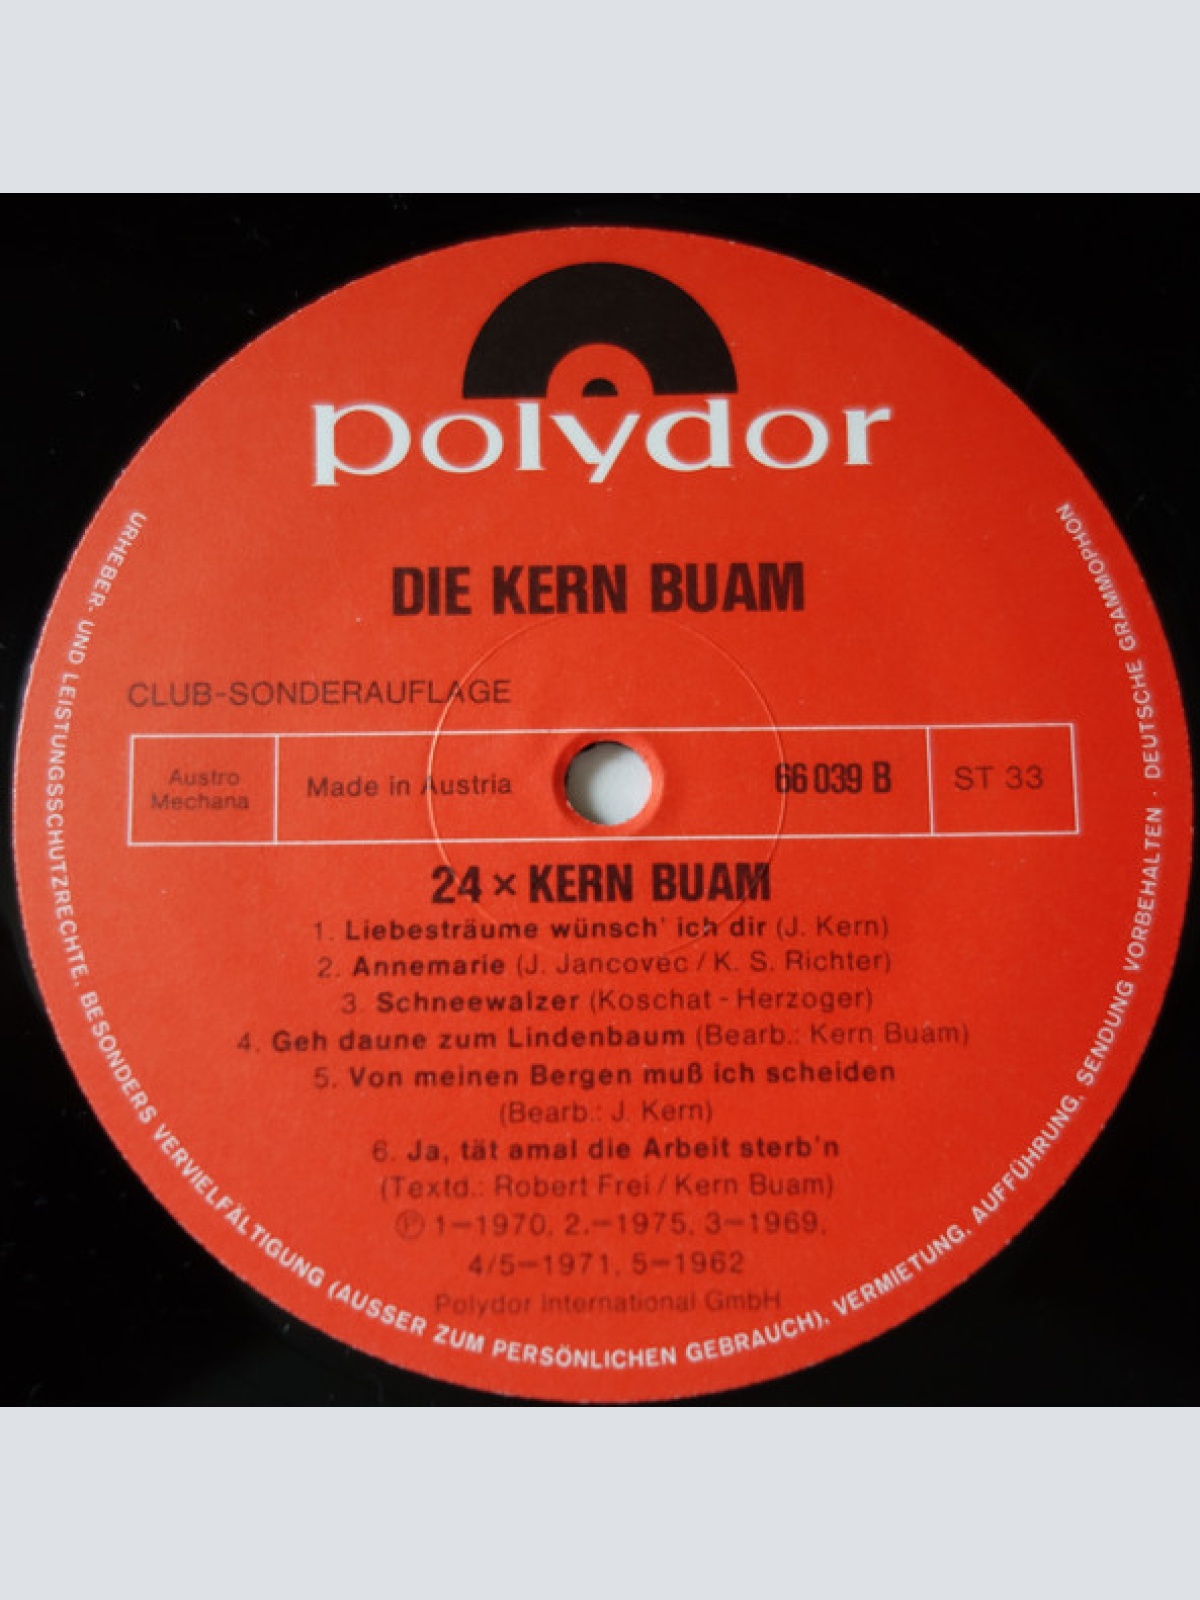 polydor
DIE KERN BUAM
CLUB-SONDERAUFLAGE
Austro
Mechana
Made in Austria
66 039 B
ST 33
24 × KERN BUAM
1. Liebesträume wünsch' ich dir (J. Kern)
2. Annemarie (J. Jancovec / K. S. Richter)
3. Schneewalzer (Koschat - Herzoger)
4. Geh daune zum Lindenbaum (Bearb.: Kern Buam)
5. Von meinen Bergen muß ich scheiden
(Bearb.: J. Kern)
6. Ja, tät amal die Arbeit sterb'n
(Textd.: Robert Frei / Kern Buam)
Ⓟ 1–1970, 2.–1975, 3–1969,
4/5–1971, 5–1962
Polydor International GmbH
URHEBER- UND LEISTUNGSSCHUTZRECHTE, BESONDERS VERVIELFÄLTIGUNG (AUSSER ZUM PERSÖNLICHEN GEBRAUCH), VERMIETUNG, AUFFÜHRUNG, SENDUNG VORBEHALTEN · DEUTSCHE GRAMMOPHON